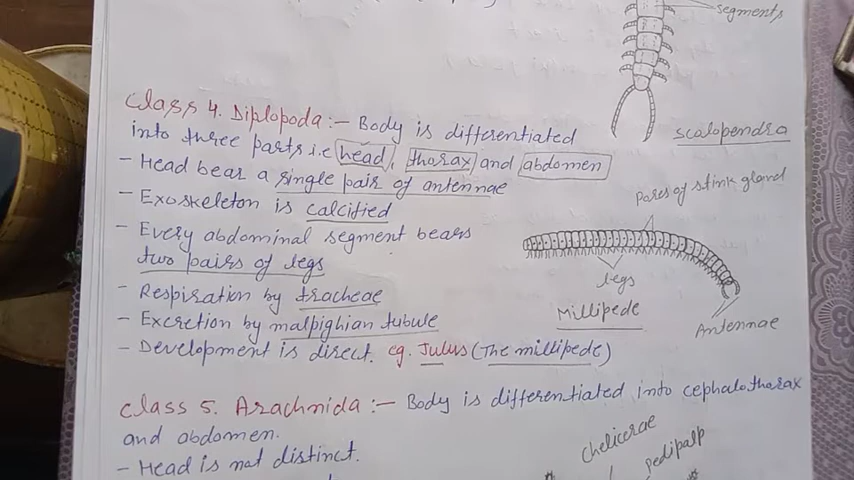 segments
scalopendra
Class 4. Diplopoda :- Body is differentiated
into three parts i.e head, thorax and abdomen
- Head bear a single pair of antennae
- Exoskeleton is calcified
- Every abdominal segment bears
two pairs of legs
- Respiration by tracheae
- Excretion by malpighian tubule
- Development is direct. eg. Julus (The millipede)
Pores of stink gland
legs
Millipede
Antennae
Class 5. Arachnida :- Body is differentiated into cephalothorax
and abdomen.
- Head is not distinct.
chelicerae
pedipalp